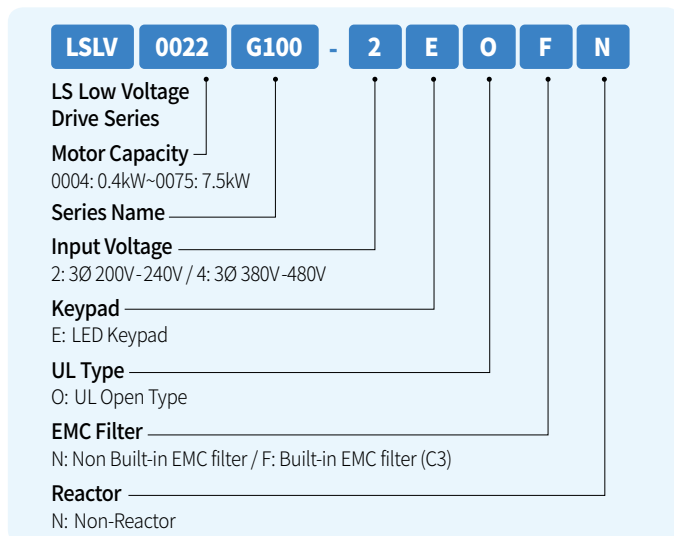 LSLV 0022 G100 - 2 E O F N
LS Low Voltage
Drive Series
Motor Capacity
0004: 0.4kW~0075: 7.5kW
Series Name
Input Voltage
2: 3Ø 200V-240V / 4: 3Ø 380V-480V
Keypad
E: LED Keypad
UL Type
O: UL Open Type
EMC Filter
N: Non Built-in EMC filter / F: Built-in EMC filter (C3)
Reactor
N: Non-Reactor